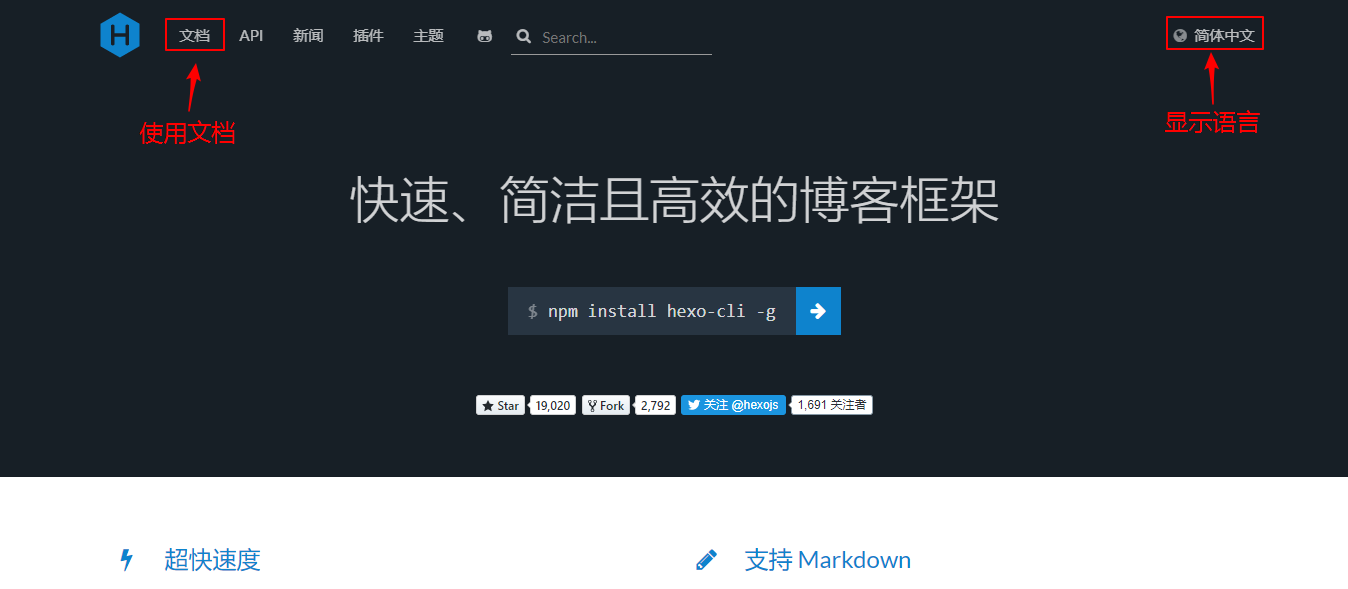 H 文档 API 新闻 插件 主题 Search... 简体中文
使用文档 显示语言
快速、简洁且高效的博客框架
$ npm install hexo-cli -g
Star 19,020 Fork 2,792 关注 @hexojs 1,691 关注者
超快速度 支持 Markdown